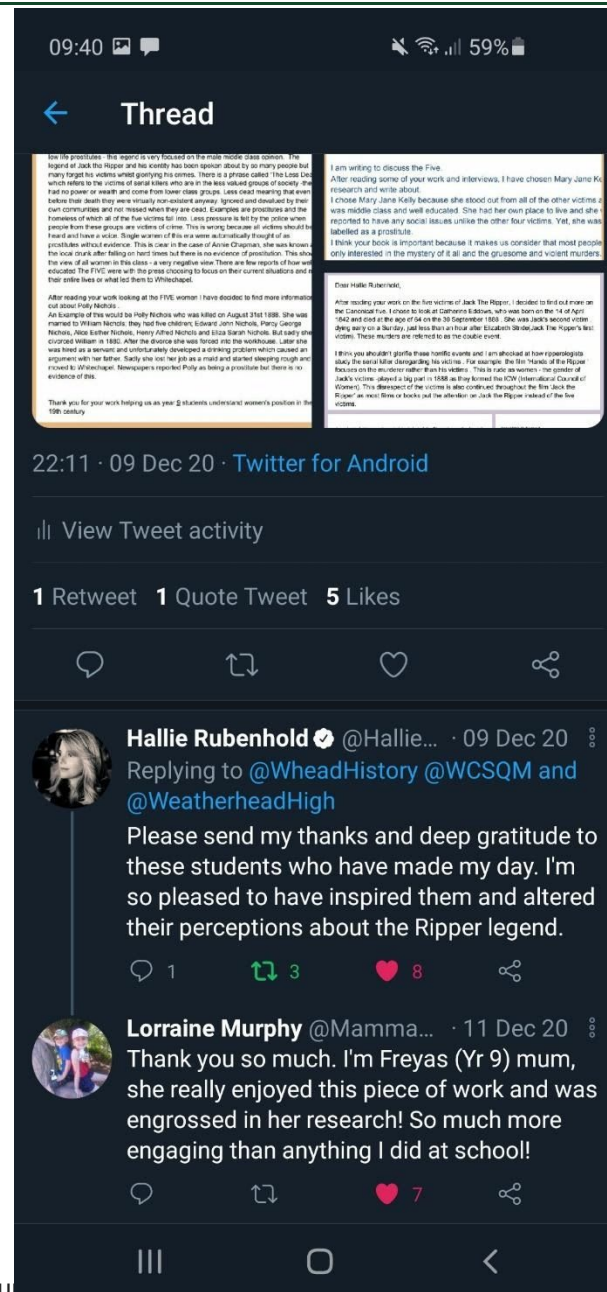 09:40 59%
Thread
low life prostitutes - this legend is very focused on the male middle class opinion. The
legend of Jack the Ripper and his identity has been spoken about by so many people but
many forget his victims whilst glorifying his crimes. There is a phrase called 'The Less Dea
which refers to the victims of serial killers who are in the less valued groups of society -the
had no power or wealth and come from lower class groups. Less dead meaning that even
before their death they were virtually non-existent anyway. Ignored and devalued by their
own communities and not missed when they are dead. Examples are prostitutes and the
homeless of which all of the five victims fall into. Less pressure is felt by the police when
people from these groups are victims of crime. This is wrong because all victims should be
heard and have a voice. Single women of this era were automatically thought of as
prostitutes without evidence. This is clear in the case of Annie Chapman, she was known a
the local drunk after falling on hard times but there is no evidence of prostitution. This sho
the view of all women in this class - a very negative view There are few reports of how wel
educated The FIVE were with the press choosing to focus on their current situations and n
their entire lives or what led them to Whitechapel.
After reading your work looking at the FIVE women I have decided to find more information
out about Polly Nichols .
An Example of this would be Polly Nichols who was killed on August 31st 1888. She was
married to William Nichols; they had five children; Edward John Nichols, Percy George
Nichols, Alice Esther Nichols, Henry Alfred Nichols and Eliza Sarah Nichols. But sadly she
divorced William in 1880. After the divorce she was forced into the workhouse. Later she
was hired as a servant and unfortunately developed a drinking problem which caused an
argument with her father. Sadly she lost her job as a maid and started sleeping rough and
moved to Whitechapel. Newspapers reported Polly as being a prostitute but there is no
evidence of this.
Thank you for your work helping us as year 9 students understand women's position in the
19th century
I am writing to discuss the Five.
After reading some of your work and interviews, I have chosen Mary Jane Ke
research and write about.
I chose Mary Jane Kelly because she stood out from all of the other victims a
was middle class and well educated. She had her own place to live and she
reported to have any social issues unlike the other four victims. Yet, she was
labelled as a prostitute.
I think your book is important because it makes us consider that most people
only interested in the mystery of it all and the gruesome and violent murders.
Dear Hallie Rubenhold,
After reading your work on the five victims of Jack The Ripper, I decided to find out more on
the Canonical five. I chose to look at Catherine Eddows, who was born on the 14 of April
1842 and died at the age of 64 on the 30 September 1888 . She was Jack's second victim
dying early on a Sunday, just less than an hour after Elizabeth Stride(Jack The Ripper's first
victim). These murders are referred to as the double event.
I think you shouldn't glorifie these horrific events and I am shocked at how ripperologists
study the serial killer disregarding his victims . For example the film 'Hands of the Ripper '
focuses on the murderer rather than his victims . This is rude as women - the gender of
Jack's victims -played a big part in 1888 as they formed the ICW (International Council of
Women). This disrespect of the victims is also continued throughout the film 'Jack the
Ripper' as most films or books put the attention on Jack the Ripper instead of the five
victims.
22:11 · 09 Dec 20 · Twitter for Android
View Tweet activity
1 Retweet 1 Quote Tweet 5 Likes
Hallie Rubenhold @Hallie... · 09 Dec 20
Replying to @WheadHistory @WCSQM and
@WeatherheadHigh
Please send my thanks and deep gratitude to
these students who have made my day. I'm
so pleased to have inspired them and altered
their perceptions about the Ripper legend.
1 3 8
Lorraine Murphy @Mamma... · 11 Dec 20
Thank you so much. I'm Freyas (Yr 9) mum,
she really enjoyed this piece of work and was
engrossed in her research! So much more
engaging than anything I did at school!
7